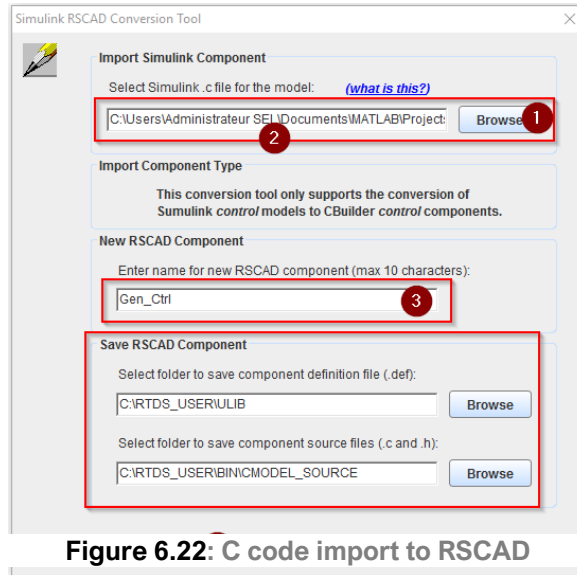 Simulink RSCAD Conversion Tool
Import Simulink Component
Select Simulink .c file for the model: (what is this?)
C:\Users\Administrateur SEL\Documents\MATLAB\Project: Browse 1
2
Import Component Type
This conversion tool only supports the conversion of
Sumulink control models to CBuilder control components.
New RSCAD Component
Enter name for new RSCAD component (max 10 characters):
Gen_Ctrl 3
Save RSCAD Component
Select folder to save component definition file (.def):
C:\RTDS_USER\ULIB Browse
Select folder to save component source files (.c and .h):
C:\RTDS_USER\BIN\CMODEL_SOURCE Browse
Figure 6.22: C code import to RSCAD